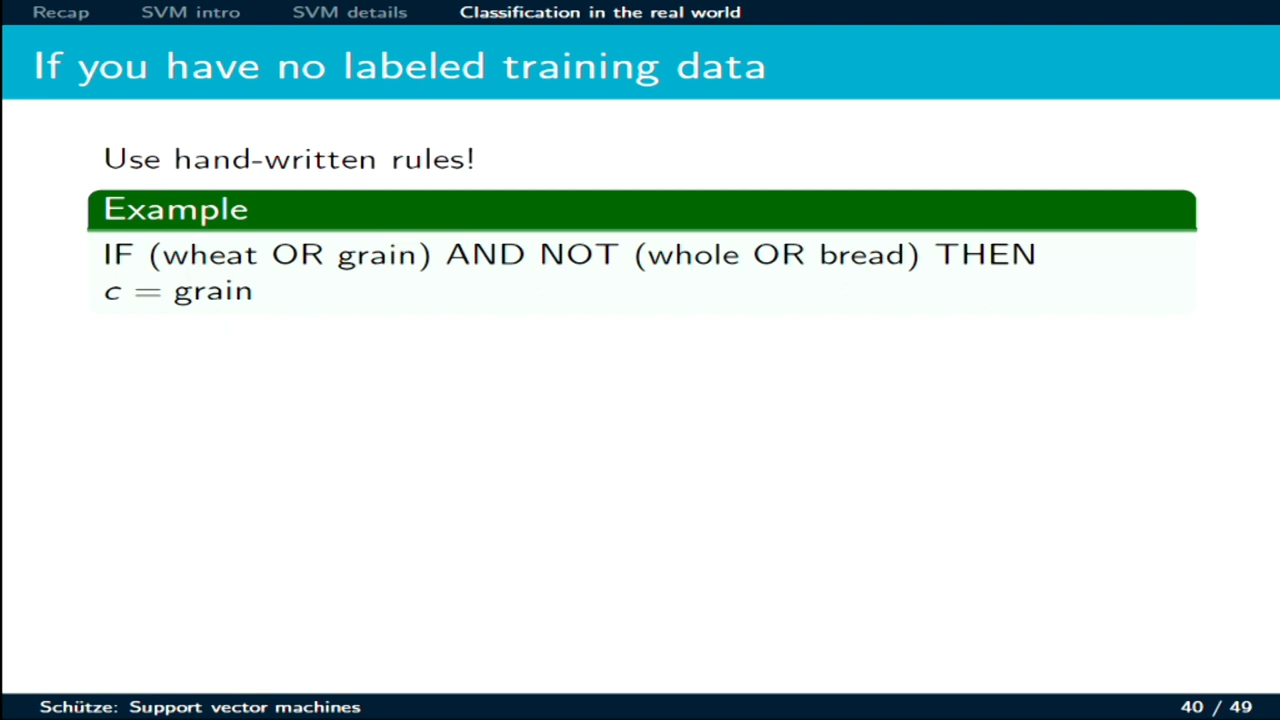 Recap SVM intro SVM details Classification in the real world
If you have no labeled training data
Use hand-written rules!
Example
IF (wheat OR grain) AND NOT (whole OR bread) THEN
c = grain
Schütze: Support vector machines 40 / 49